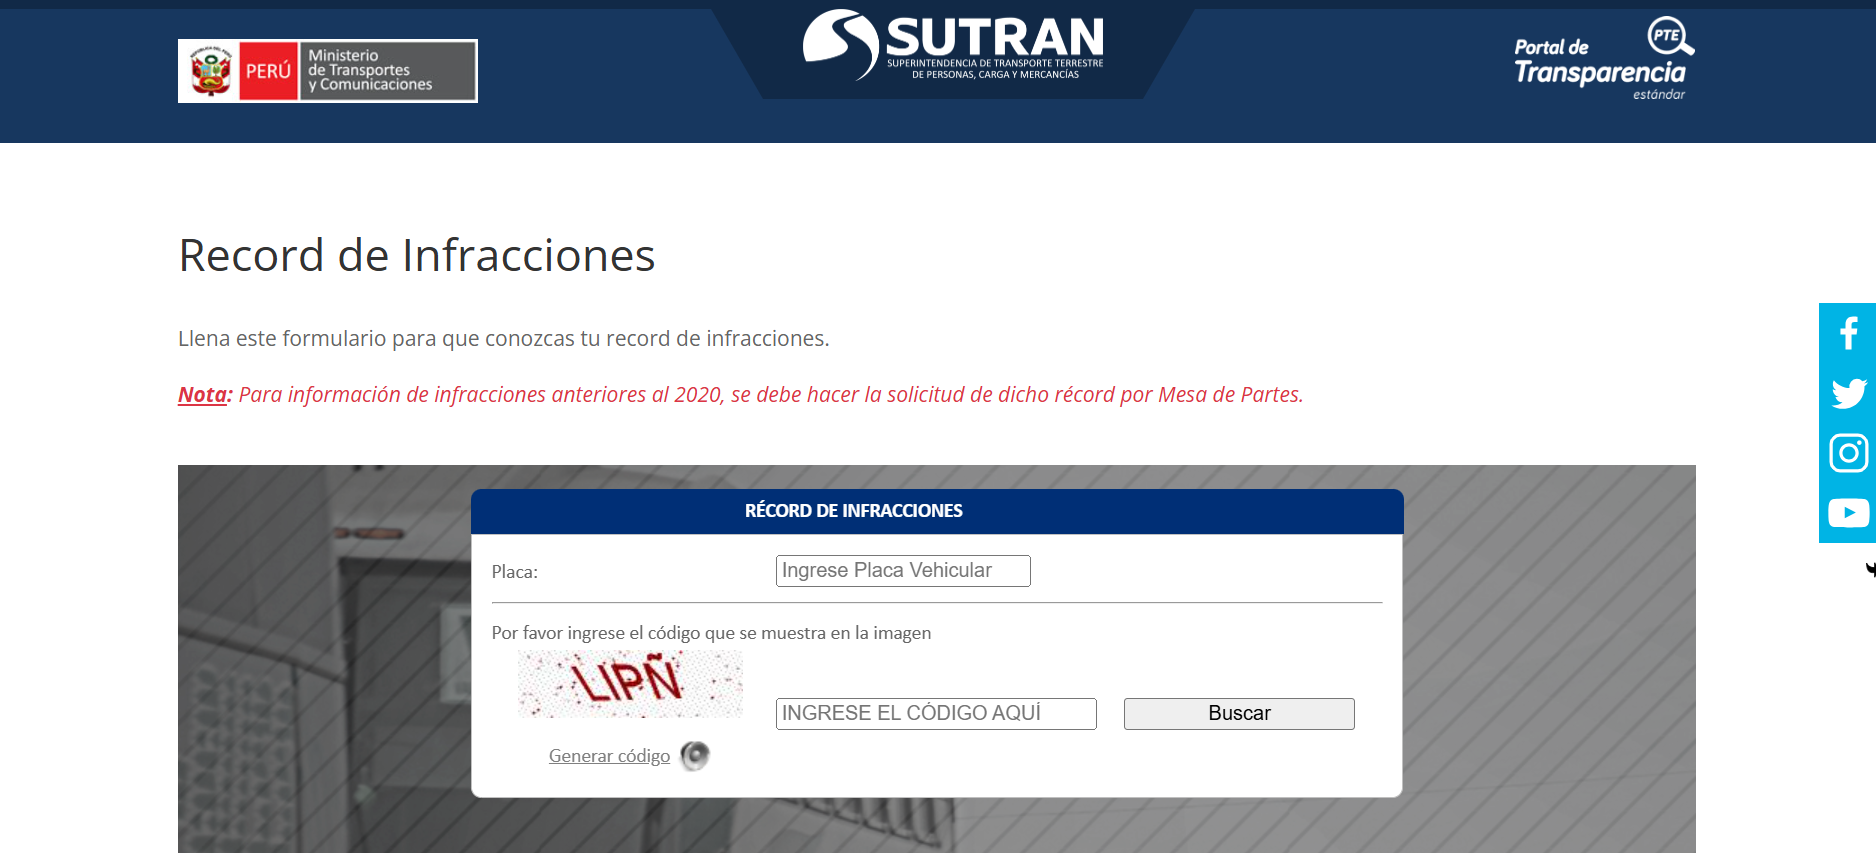 REPÚBLICA DEL PERÚ
PERÚ
Ministerio
de Transportes
y Comunicaciones
SUTRAN
SUPERINTENDENCIA DE TRANSPORTE TERRESTRE
DE PERSONAS, CARGA Y MERCANCÍAS
PTE
Portal de
Transparencia
estándar
Record de Infracciones
Llena este formulario para que conozcas tu record de infracciones.
Nota: Para información de infracciones anteriores al 2020, se debe hacer la solicitud de dicho récord por Mesa de Partes.
RÉCORD DE INFRACCIONES
Placa:
Ingrese Placa Vehicular
Por favor ingrese el código que se muestra en la imagen
LIPÑ
INGRESE EL CÓDIGO AQUÍ
Buscar
Generar código